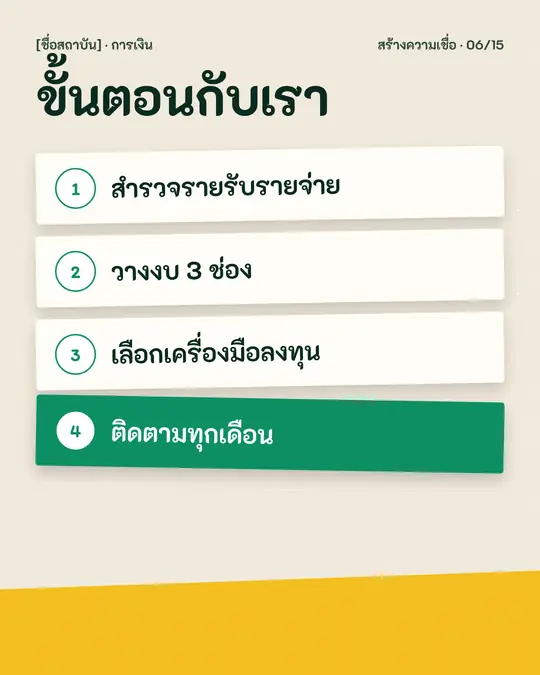 [ชื่อสถาบัน] · การเงิน
สร้างความเชื่อ · 06/15
ขั้นตอนกับเรา
1 สำรวจรายรับรายจ่าย
2 วางงบ 3 ช่อง
3 เลือกเครื่องมือลงทุน
4 ติดตามทุกเดือน